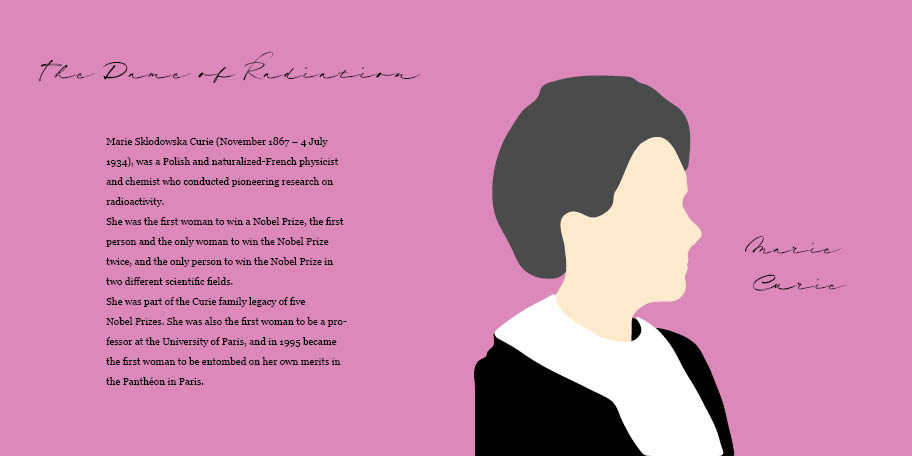 The Dame of Radiation
Marie Sklodowska Curie (November 1867 – 4 July
1934), was a Polish and naturalized-French physicist
and chemist who conducted pioneering research on
radioactivity.
She was the first woman to win a Nobel Prize, the first
person and the only woman to win the Nobel Prize
twice, and the only person to win the Nobel Prize in
two different scientific fields.
She was part of the Curie family legacy of five
Nobel Prizes. She was also the first woman to be a pro-
fessor at the University of Paris, and in 1995 became
the first woman to be entombed on her own merits in
the Panthéon in Paris.
Marie
Curie